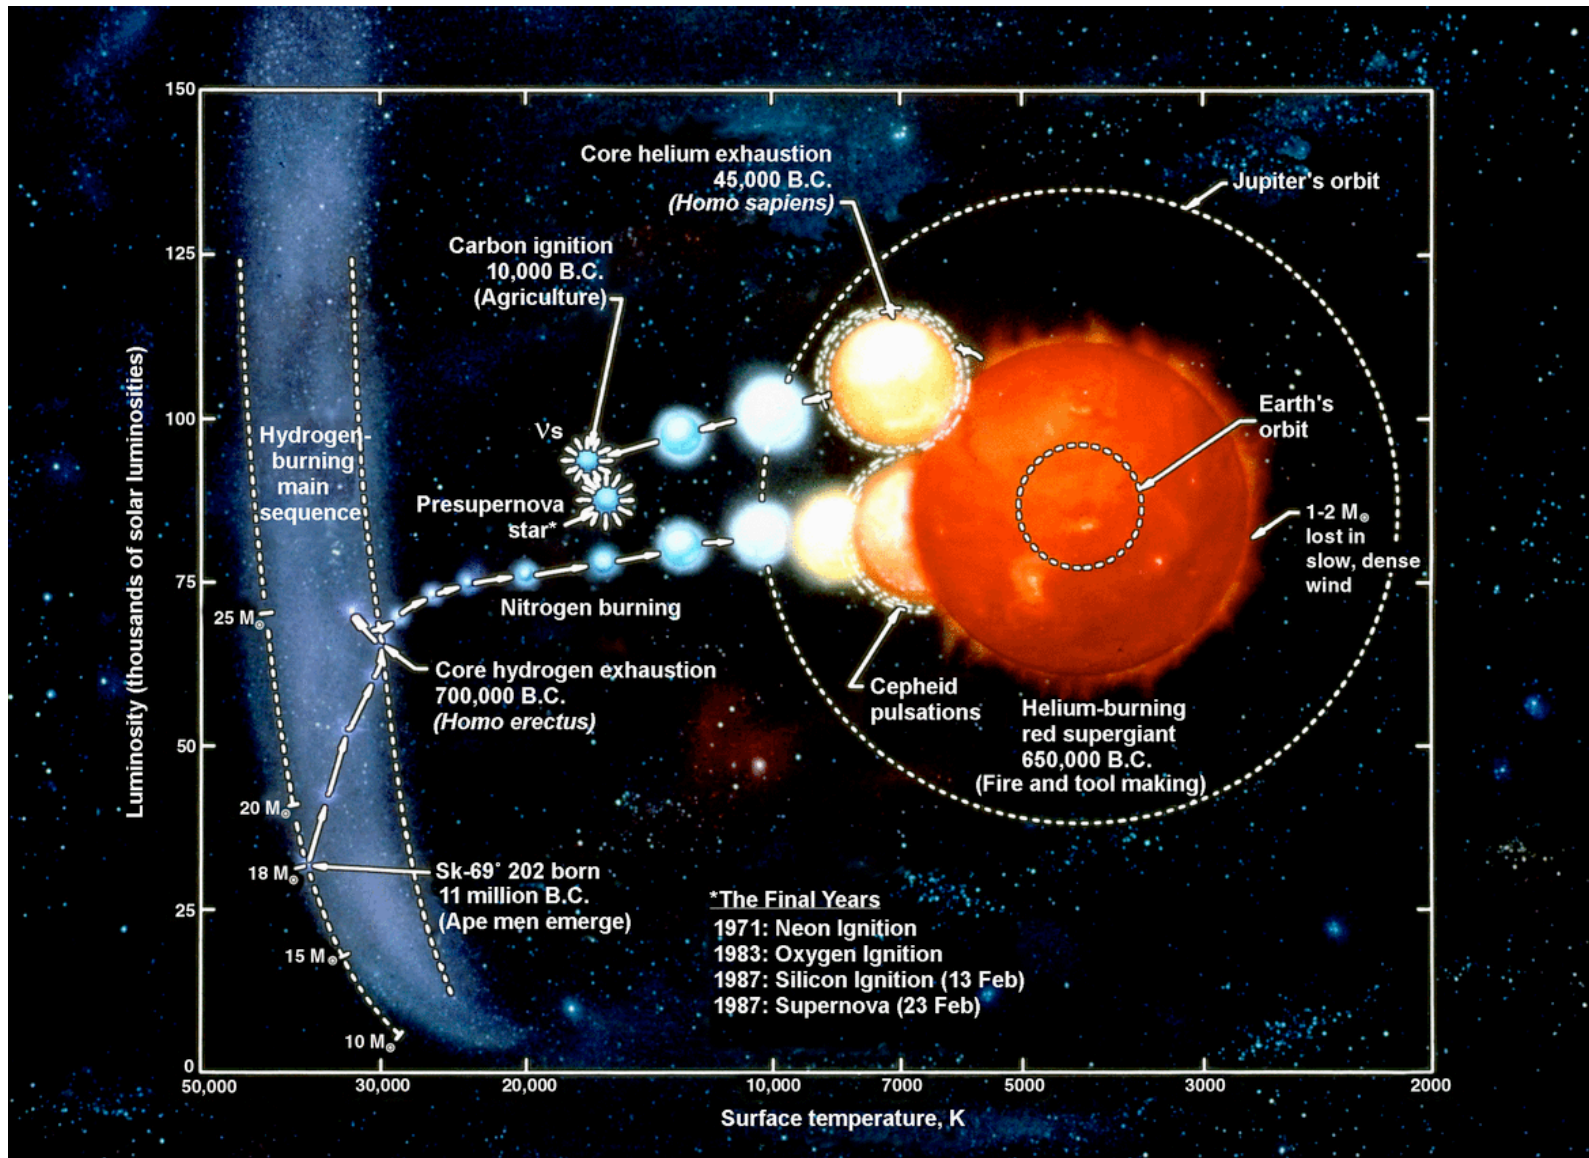 150
125
100
75
50
25
0
Luminosity (thousands of solar luminosities)
50,000
30,000
20,000
10,000
7000
5000
3000
2000
Surface temperature, K
Core helium exhaustion
45,000 B.C.
(Homo sapiens)
Jupiter's orbit
Carbon ignition
10,000 B.C.
(Agriculture)
Earth's
orbit
νs
Hydrogen-
burning
main
sequence
Presupernova
star*
1-2 M⊙
lost in
slow, dense
wind
Nitrogen burning
25 M⊙
Core hydrogen exhaustion
700,000 B.C.
(Homo erectus)
Cepheid
pulsations
Helium-burning
red supergiant
650,000 B.C.
(Fire and tool making)
20 M⊙
18 M⊙
Sk-69° 202 born
11 million B.C.
(Ape men emerge)
15 M⊙
10 M⊙
*The Final Years
1971: Neon Ignition
1983: Oxygen Ignition
1987: Silicon Ignition (13 Feb)
1987: Supernova (23 Feb)